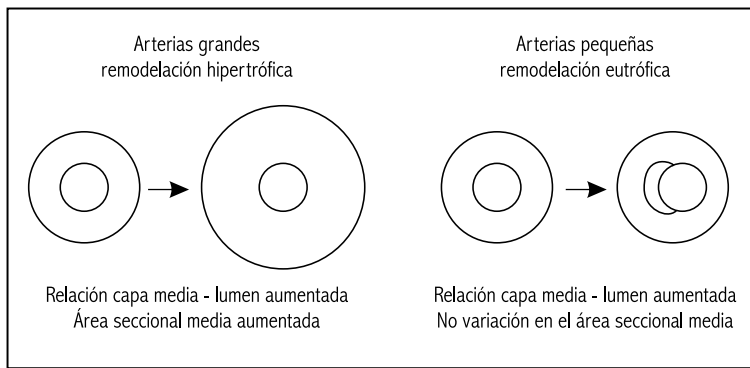 Arterias grandes
remodelación hipertrófica
Relación capa media - lumen aumentada
Área seccional media aumentada
Arterias pequeñas
remodelación eutrófica
Relación capa media - lumen aumentada
No variación en el área seccional media